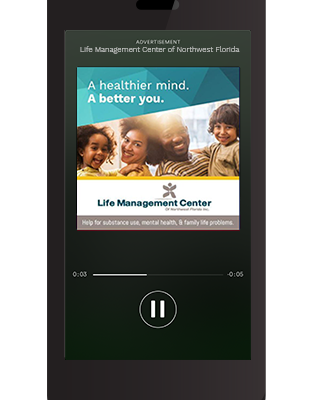 ADVERTISEMENT
Life Management Center of Northwest Florida
A healthier mind.
A better you.
Life Management Center
Of Northwest Florida Inc.
Help for substance use, mental health, & family life problems.
0:03
-0:05